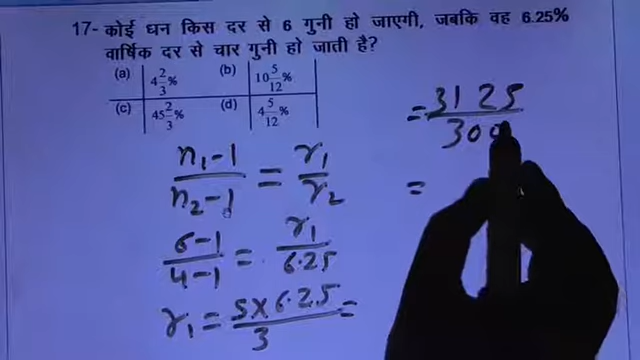 17- कोई धन किस दर से 6 गुनी हो जाएगी, जबकि वह 6.25%
वार्षिक दर से चार गुनी हो जाती है?
(a) 4 2/3 % (b) 10 5/12 %
(c) 45 2/3 % (d) 4 5/12 %
n₁-1 / n₂-1 = r₁ / r₂
6-1 / 4-1 = r₁ / 6.25
r₁ = 5×6.25 / 3 =
= 3125 / 300
=